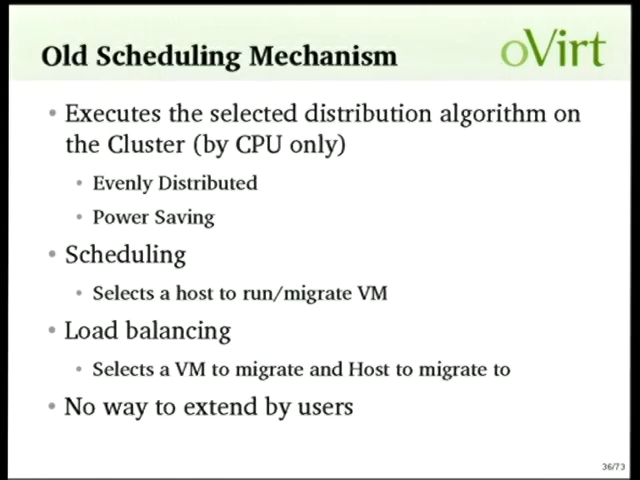 Old Scheduling Mechanism
oVirt
• Executes the selected distribution algorithm on
the Cluster (by CPU only)
• Evenly Distributed
• Power Saving
• Scheduling
• Selects a host to run/migrate VM
• Load balancing
• Selects a VM to migrate and Host to migrate to
• No way to extend by users
36/73